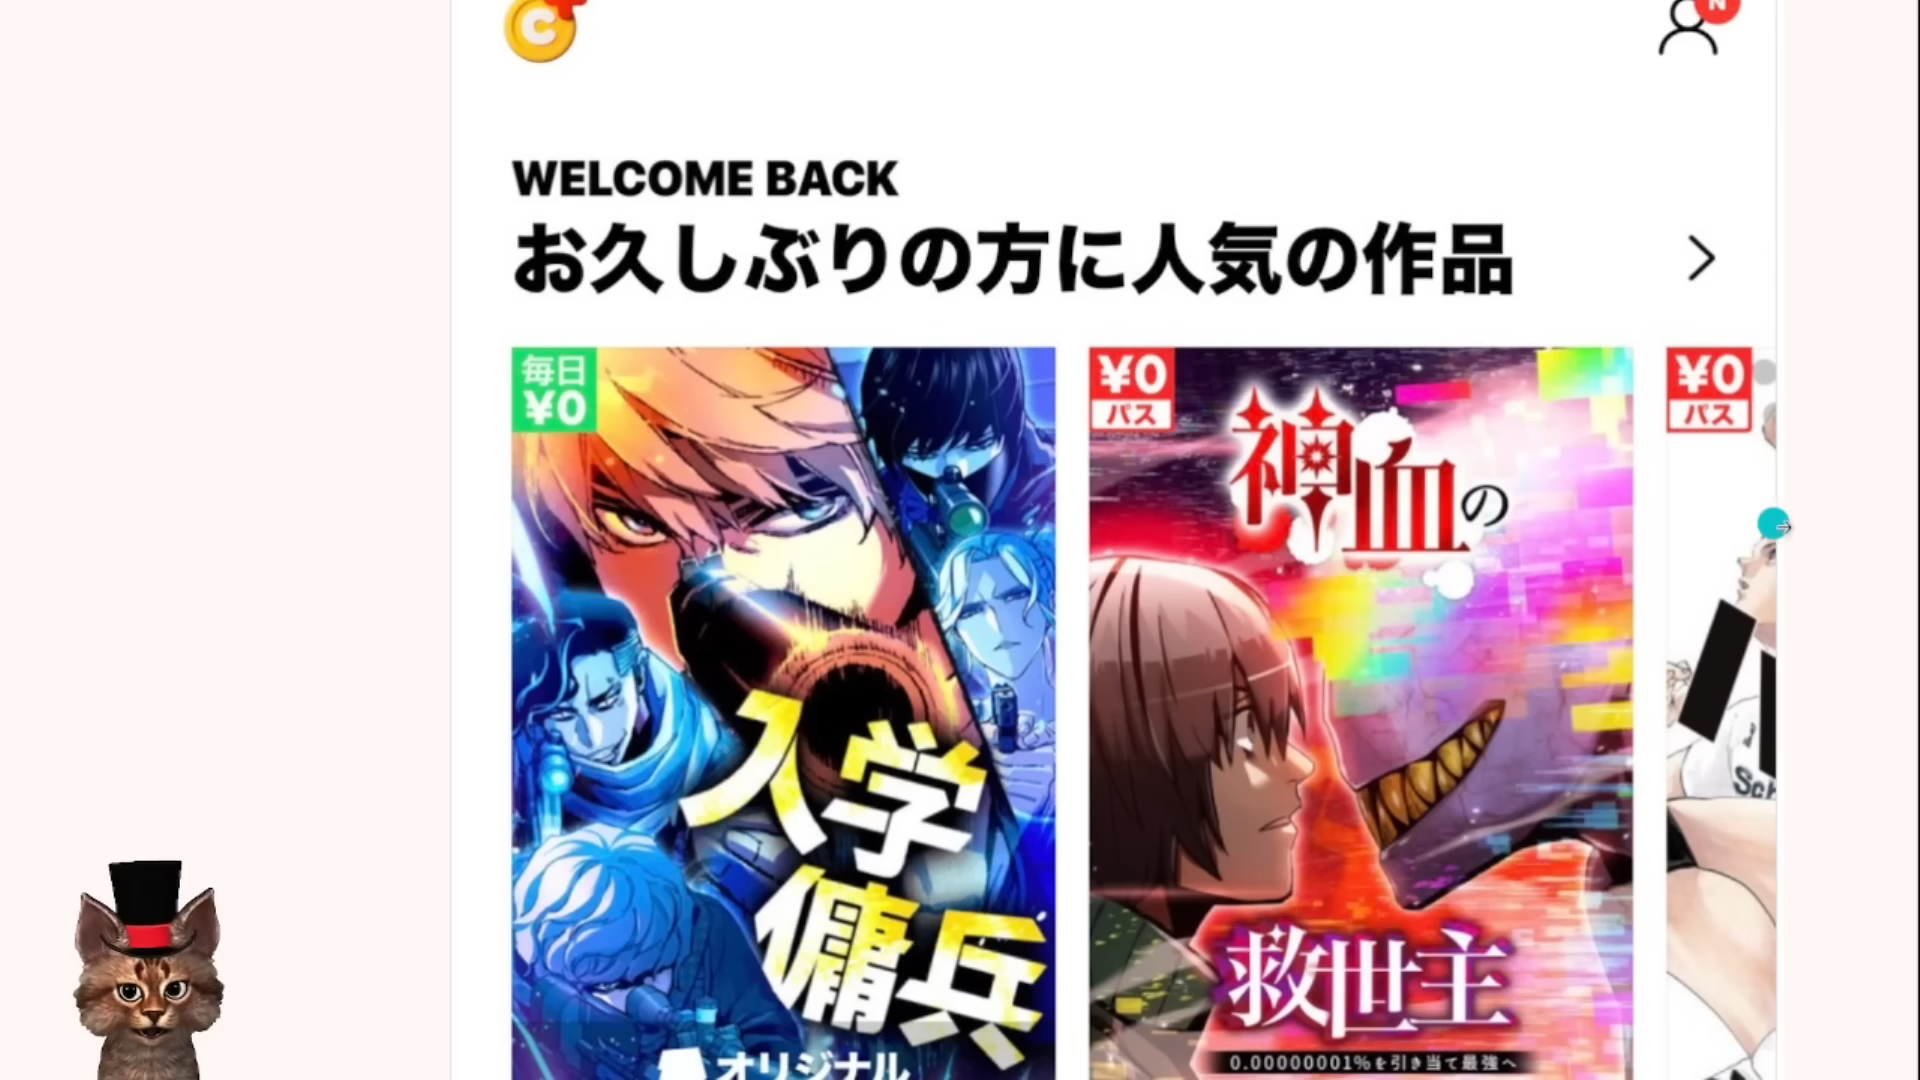 C
N
WELCOME BACK
お久しぶりの方に人気の作品
毎日
¥0
入学
傭兵
オリジナル
¥0
パス
神血の
救世主
0.00000001%を引き当て最強へ
¥0
パス
Sch